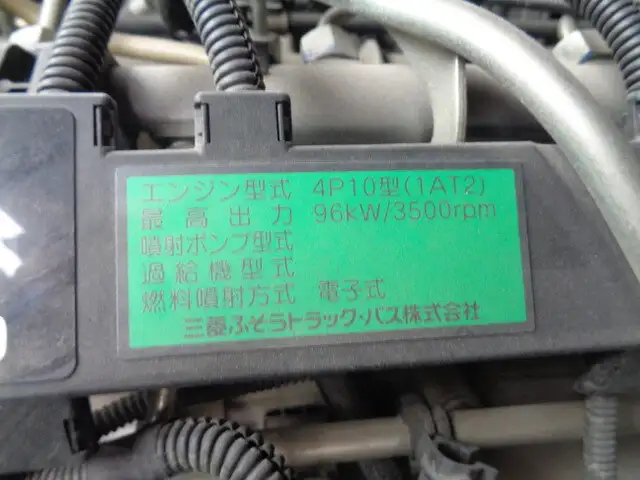 エンジン型式 4P10型(1AT2)
最高出力 96kW/3500rpm
噴射ポンプ型式
過給機型式
燃料噴射方式 電子式
三菱ふそうトラック・バス株式会社